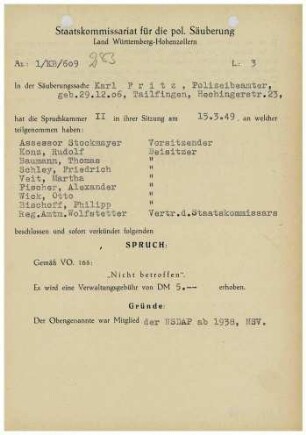 Staatskommissariat für die pol. Säuberung
Land Württemberg-Hohenzollern
Az.: 1/KB/609 283 L.: 3
In der Säuberungssache Karl Fritz, Polizeibeamter,
geb.29.12.06, Tailfingen, Hechingerstr.23,
hat die Spruchkammer II in ihrer Sitzung am 15.3.49, an welcher
teilgenommen haben:
Assessor Stockmayer Vorsitzender
Konz, Rudolf Beisitzer
Baumann, Thomas "
Schley, Friedrich "
Veit, Martha "
Fischer, Alexander "
Wick, Otto "
Bischoff, Philipp "
Reg.Amtm.Wolfstetter Vertr.d.Staatskommissars
beschlossen und sofort verkündet folgenden
SPRUCH:
Gemäß VO. 168:
"Nicht betroffen".
Es wird eine Verwaltungsgebühr von DM 5.-- erhoben.
Gründe:
Der Obengenannte war Mitglied der NSDAP ab 1938, NSV.